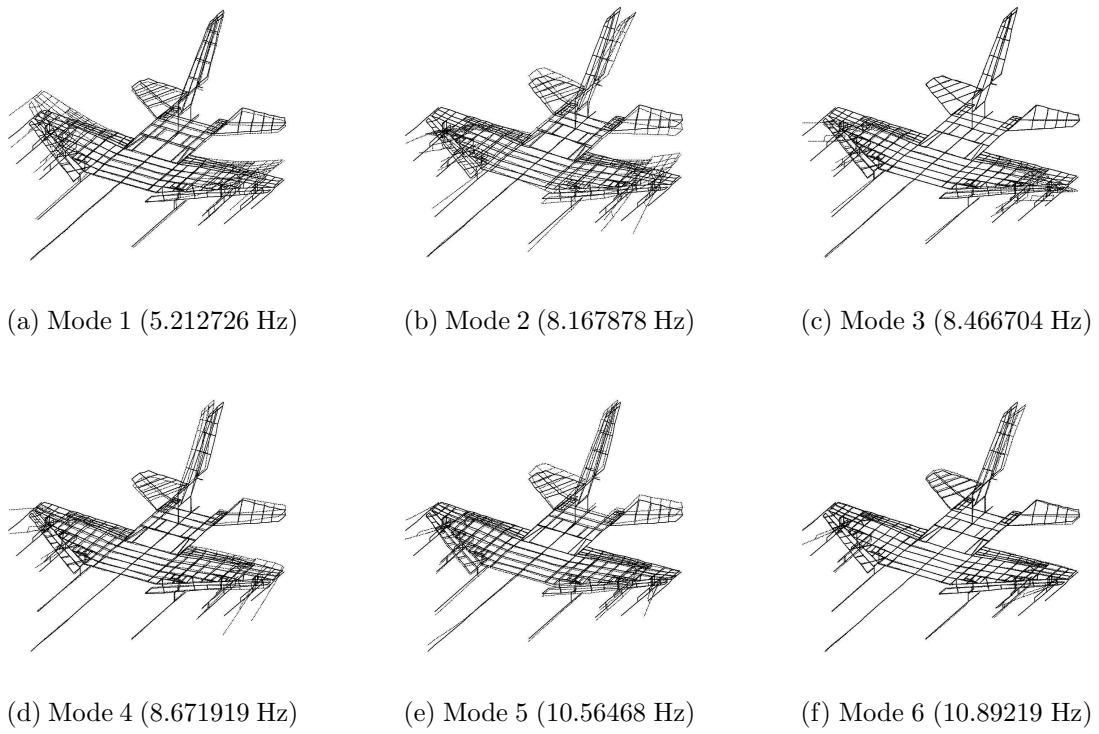 (a) Mode 1 (5.212726 Hz)
(b) Mode 2 (8.167878 Hz)
(c) Mode 3 (8.466704 Hz)
(d) Mode 4 (8.671919 Hz)
(e) Mode 5 (10.56468 Hz)
(f) Mode 6 (10.89219 Hz)